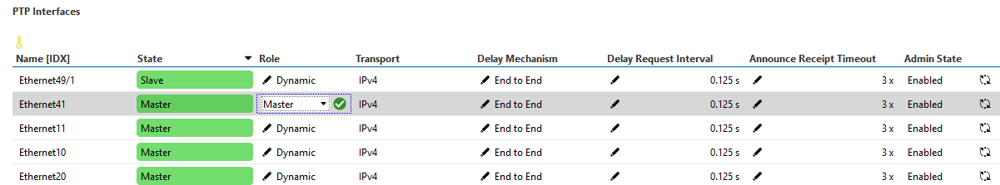 PTP Interfaces
Name [IDX] State Role Transport Delay Mechanism Delay Request Interval Announce Receipt Timeout Admin State
Ethernet49/1 Slave Dynamic IPv4 End to End 0.125 s 3 x Enabled
Ethernet41 Master Master IPv4 End to End 0.125 s 3 x Enabled
Ethernet11 Master Dynamic IPv4 End to End 0.125 s 3 x Enabled
Ethernet10 Master Dynamic IPv4 End to End 0.125 s 3 x Enabled
Ethernet20 Master Dynamic IPv4 End to End 0.125 s 3 x Enabled